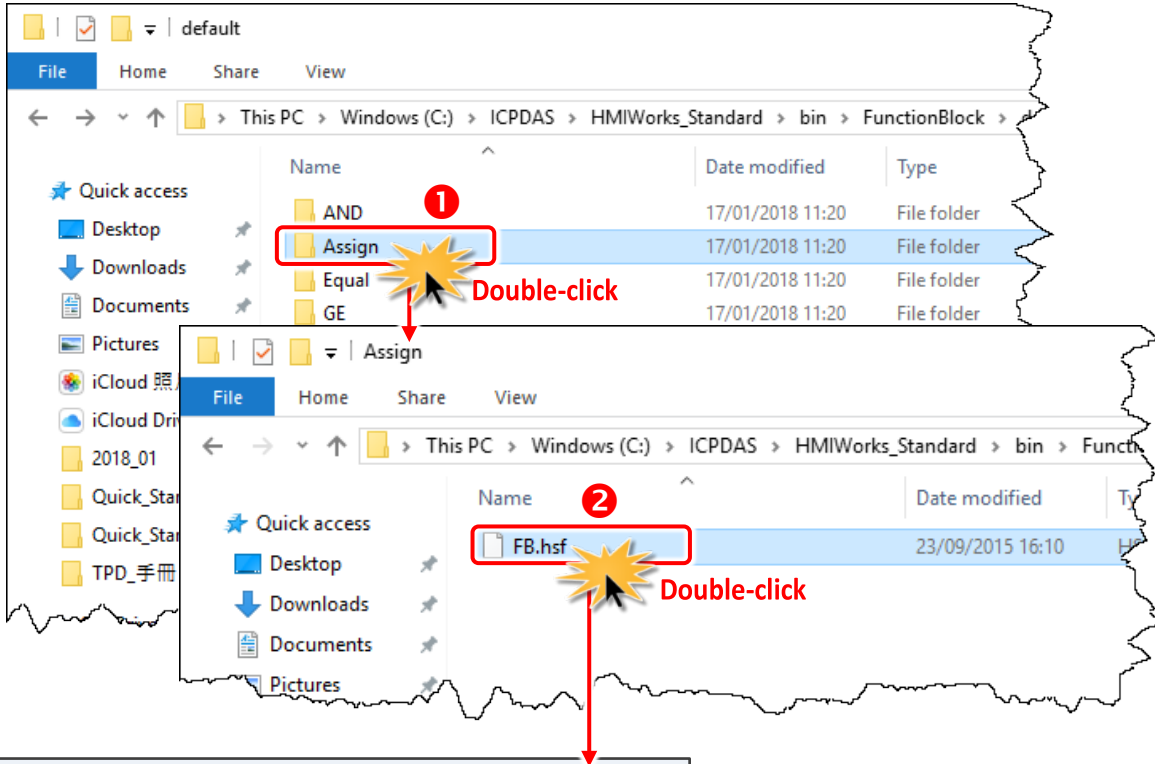 default
File Home Share View
This PC > Windows (C:) > ICPDAS > HMIWorks_Standard > bin > FunctionBlock >
Name Date modified Type
Quick access
Desktop
Downloads
Documents
Pictures
iCloud 照
iCloud Dri
2018_01
Quick_Star
Quick_Star
TPD_手冊
AND 17/01/2018 11:20 File folder
1
Assign 17/01/2018 11:20 File folder
Equal 17/01/2018 11:20 File folder
Double-click
GE 17/01/2018 11:20 File folder
Assign
File Home Share View
This PC > Windows (C:) > ICPDAS > HMIWorks_Standard > bin > Functi
Name Date modified Ty
2
Quick access
Desktop
Downloads
Documents
Pictures
FB.hsf 23/09/2015 16:10 HS
Double-click